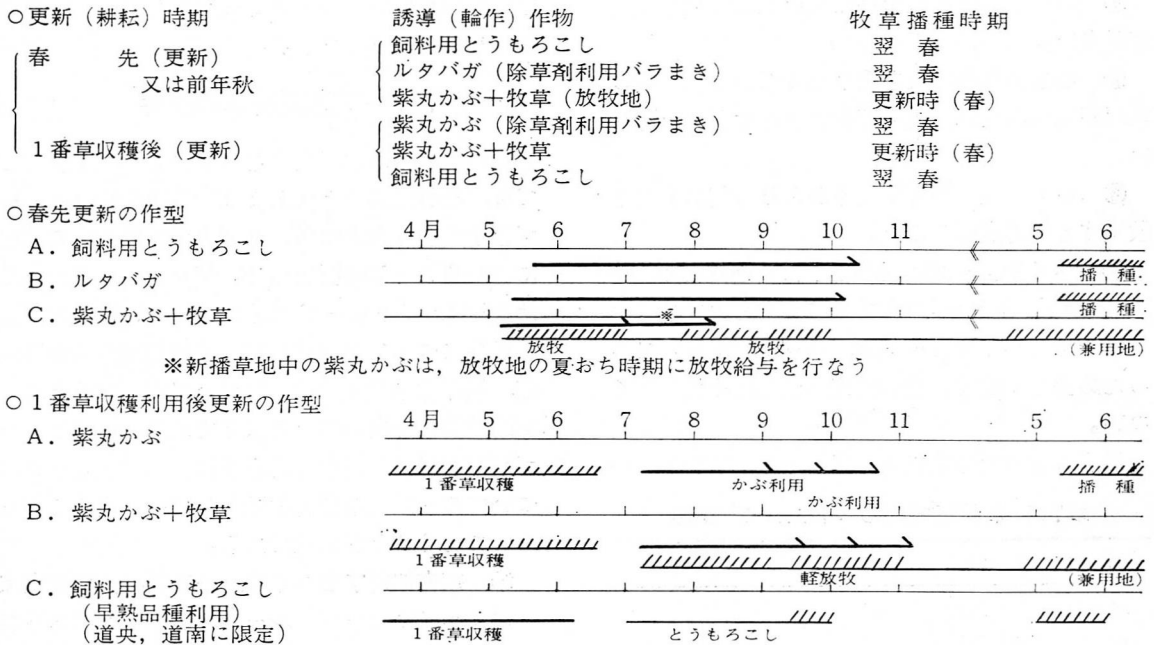 ○更新(耕耘)時期 誘導(輪作)作物 牧草播種時期
春 先(更新) 飼料用とうもろこし 翌 春
又は前年秋 ルタバガ(除草剤利用バラまき) 翌 春
紫丸かぶ+牧草(放牧地) 更新時(春)
紫丸かぶ(除草剤利用バラまき) 翌 春
1番草収穫後(更新) 紫丸かぶ+牧草 更新時(春)
飼料用とうもろこし 翌 春
○春先更新の作型 4月 5 6 7 8 9 10 11 5 6
A.飼料用とうもろこし
播 種
B.ルタバガ
播 種
C.紫丸かぶ+牧草 ※
放牧 放牧 (兼用地)
※新播草地中の紫丸かぶは,放牧地の夏おち時期に放牧給与を行なう
○1番草収穫利用後更新の作型 4月 5 6 7 8 9 10 11 5 6
A.紫丸かぶ
1番草収穫 かぶ利用 播 種
B.紫丸かぶ+牧草 かぶ利用
1番草収穫 軽放牧 (兼用地)
C.飼料用とうもろこし
(早熟品種利用)
(道央,道南に限定) 1番草収穫 とうもろこし